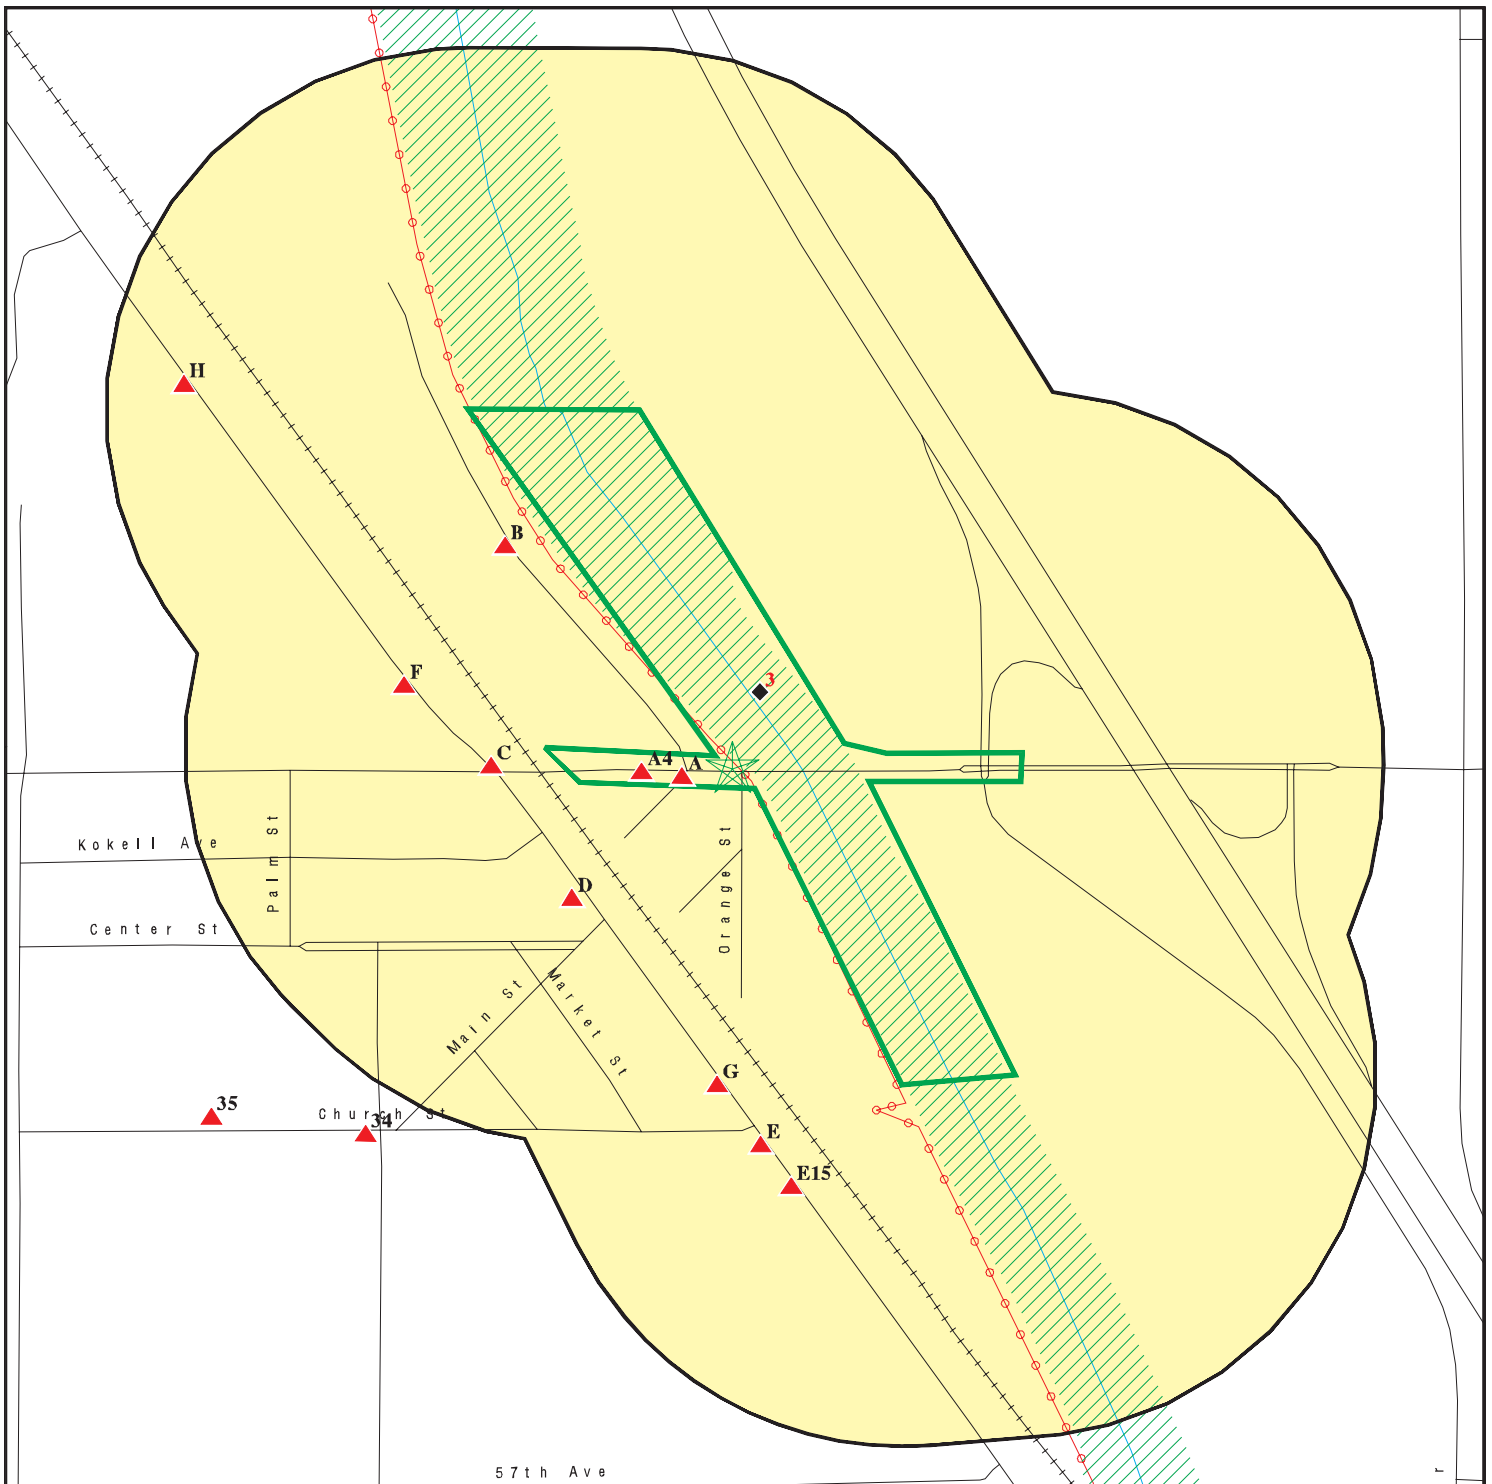 H
B
F
3
C
A4
A
Kokell Ave
Palm St
D
Orange St
Center St
Main St
Market St
G
35
Church St
34
E
E15
57th Ave
r